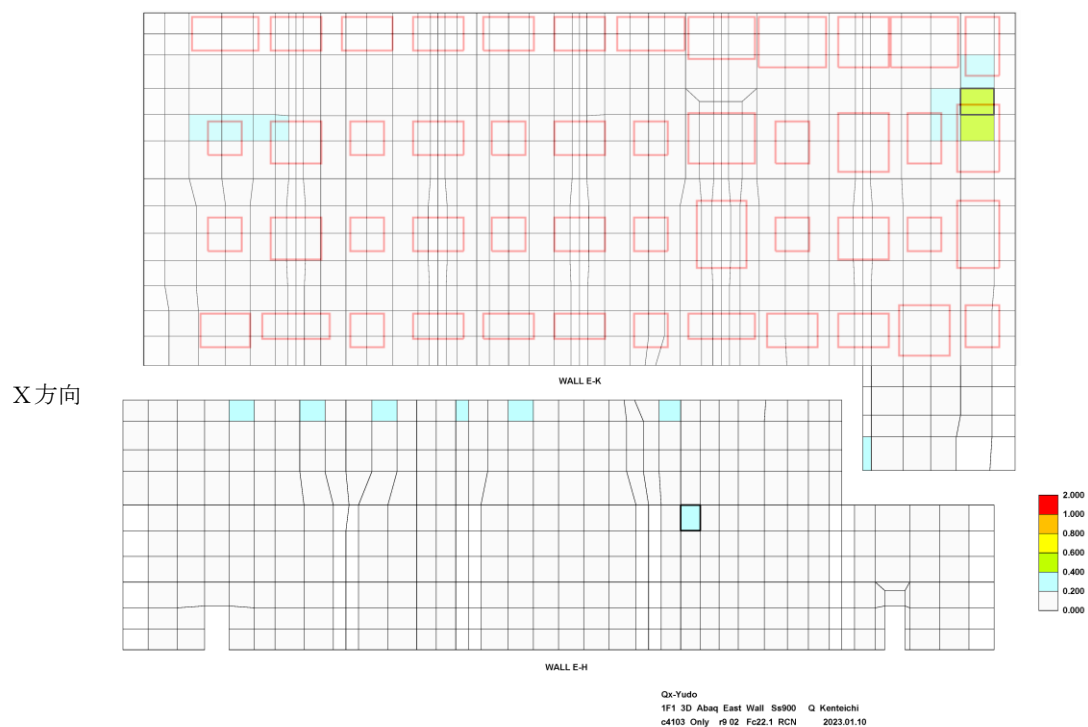 WALL E-K
X方向
WALL E-H
2.000
1.000
0.800
0.600
0.400
0.200
0.000
Qx-Yudo
1F1 3D Abaq East Wall Ss900 Q Kenteichi
c4103 Only r9 02 Fc22.1 RCN 2023.01.10